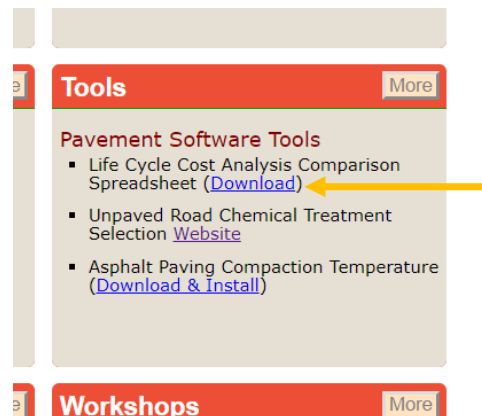 Tools
More
Pavement Software Tools
Life Cycle Cost Analysis Comparison
Spreadsheet (Download)
Unpaved Road Chemical Treatment
Selection Website
Asphalt Paving Compaction Temperature
(Download & Install)
Workshops
More